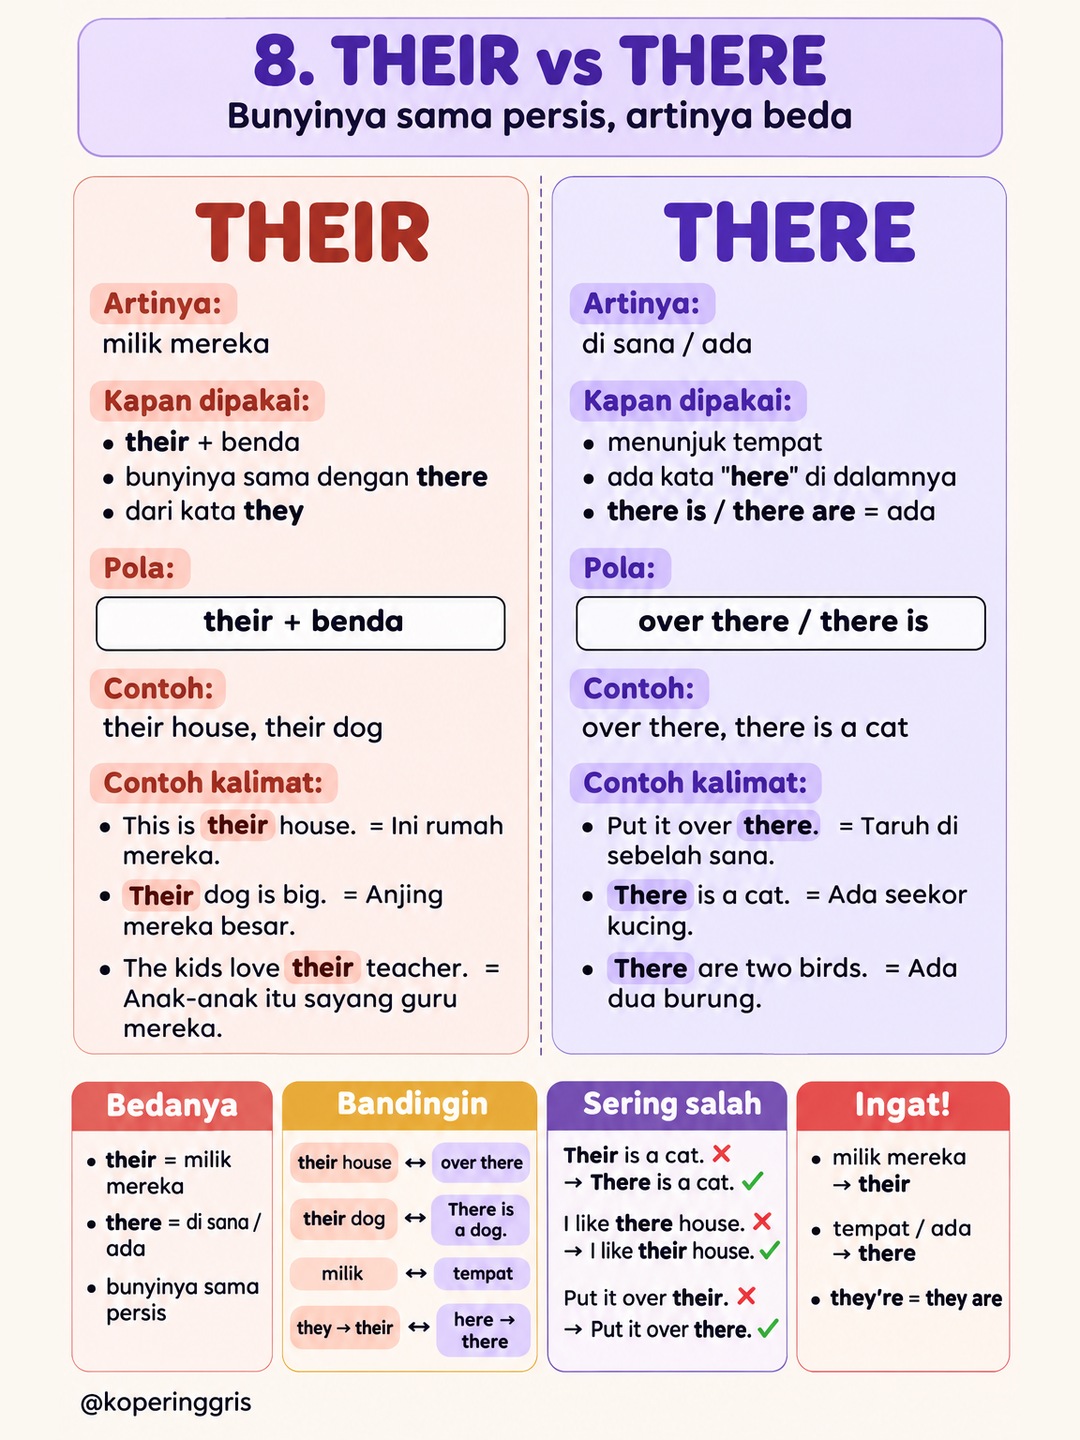 8. THEIR vs THERE
Bunyinya sama persis, artinya beda
THEIR
Artinya:
milik mereka
Kapan dipakai:
• their + benda
• bunyinya sama dengan there
• dari kata they
Pola:
their + benda
Contoh:
their house, their dog
Contoh kalimat:
• This is their house. = Ini rumah
mereka.
• Their dog is big. = Anjing
mereka besar.
• The kids love their teacher. =
Anak-anak itu sayang guru
mereka.
THERE
Artinya:
di sana / ada
Kapan dipakai:
• menunjuk tempat
• ada kata "here" di dalamnya
• there is / there are = ada
Pola:
over there / there is
Contoh:
over there, there is a cat
Contoh kalimat:
• Put it over there. = Taruh di
sebelah sana.
• There is a cat. = Ada seekor
kucing.
• There are two birds. = Ada
dua burung.
Bedanya
• their = milik
mereka
• there = di sana /
ada
• bunyinya sama
persis
Bandingin
their house ↔ over there
their dog ↔ There is
a dog.
milik ↔ tempat
they → their ↔ here →
there
Sering salah
Their is a cat. ❌
→ There is a cat. ✓
I like there house. ❌
→ I like their house. ✓
Put it over their. ❌
→ Put it over there. ✓
Ingat!
• milik mereka
→ their
• tempat / ada
→ there
• they're = they are
@koperinggris